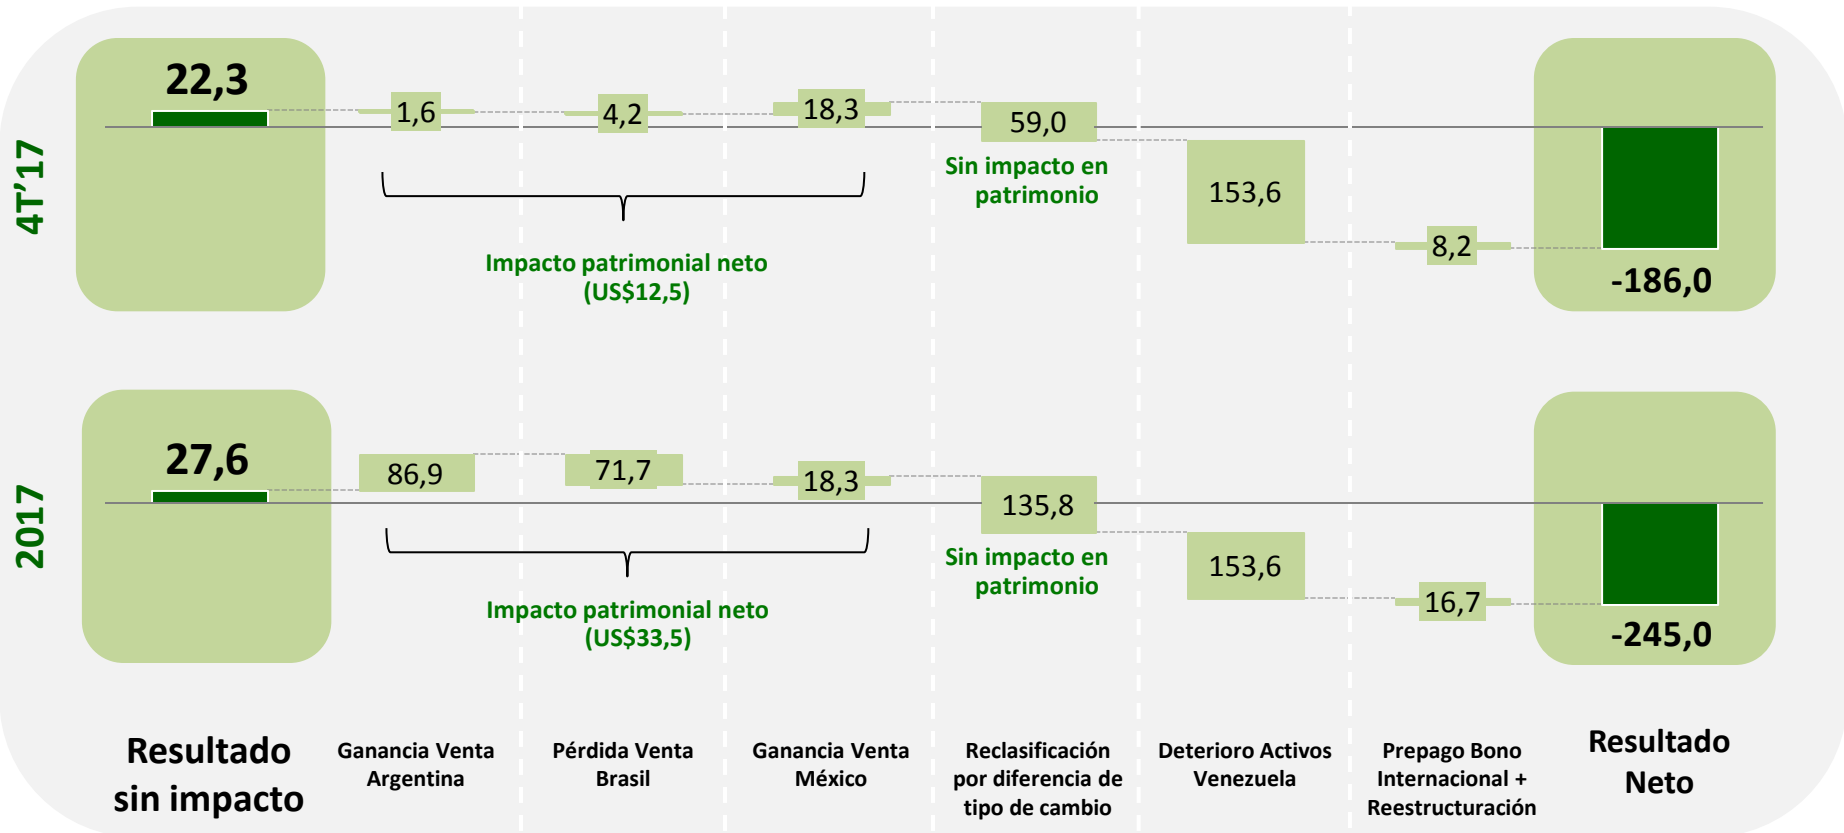 4T'17
22,3
1,6
4,2
18,3
59,0
Sin impacto en
patrimonio
153,6
8,2
-186,0
Impacto patrimonial neto
(US$12,5)
2017
27,6
86,9
71,7
18,3
135,8
Sin impacto en
patrimonio
153,6
16,7
-245,0
Impacto patrimonial neto
(US$33,5)
Resultado
sin impacto
Ganancia Venta
Argentina
Pérdida Venta
Brasil
Ganancia Venta
México
Reclasificación
por diferencia de
tipo de cambio
Deterioro Activos
Venezuela
Prepago Bono
Internacional +
Reestructuración
Resultado
Neto